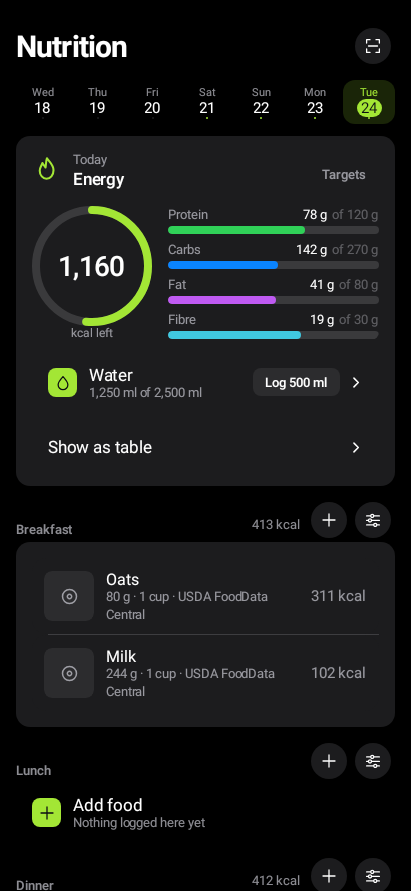 Nutrition
Wed Thu Fri Sat Sun Mon Tue
18 19 20 21 22 23 24
Today
Energy
Targets
1,160
kcal left
Protein 78 g of 120 g
Carbs 142 g of 270 g
Fat 41 g of 80 g
Fibre 19 g of 30 g
Water
1,250 ml of 2,500 ml
Log 500 ml
Show as table
Breakfast 413 kcal
Oats
80 g · 1 cup · USDA FoodData
Central
311 kcal
Milk
244 g · 1 cup · USDA FoodData
Central
102 kcal
Lunch
Add food
Nothing logged here yet
Dinner 412 kcal